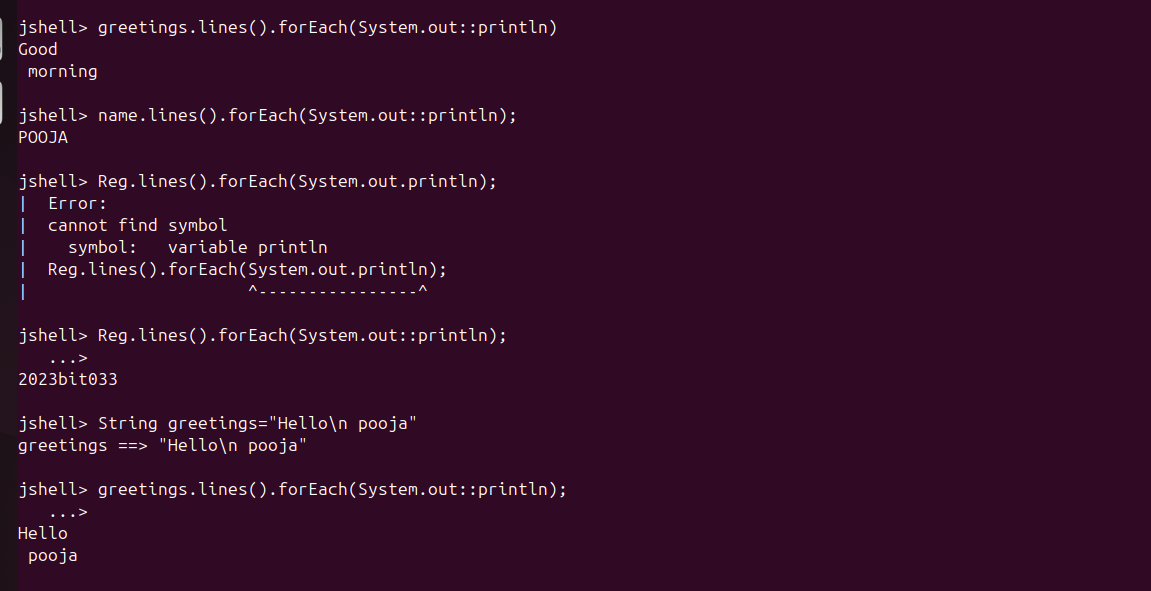 jshell> greetings.lines().forEach(System.out::println)
Good
 morning

jshell> name.lines().forEach(System.out::println);
POOJA

jshell> Reg.lines().forEach(System.out.println);
|  Error:
|  cannot find symbol
|    symbol:   variable println
|  Reg.lines().forEach(System.out.println);
|                      ^----------------^

jshell> Reg.lines().forEach(System.out::println);
   ...>
2023bit033

jshell> String greetings="Hello\n pooja"
greetings ==> "Hello\n pooja"

jshell> greetings.lines().forEach(System.out::println);
   ...>
Hello
 pooja